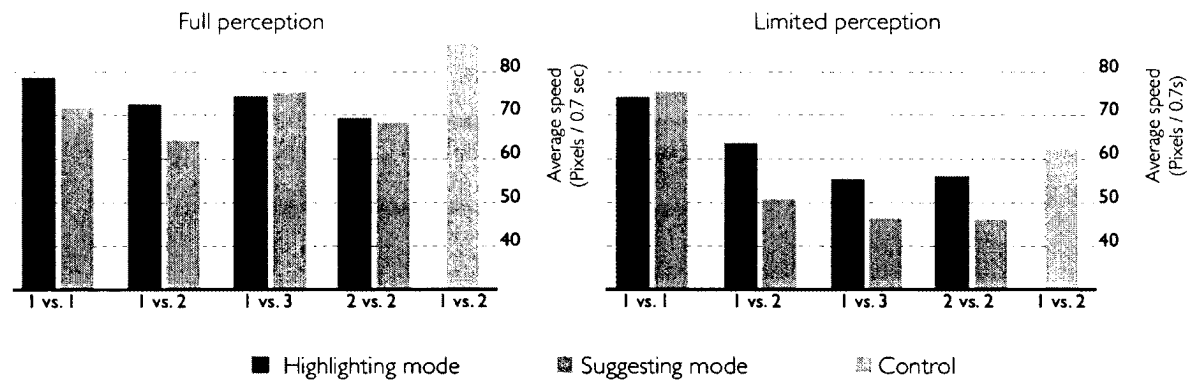 Full perception
80
70
60
50
40
Average speed
(Pixels / 0.7 sec)
1 vs. 1
1 vs. 2
1 vs. 3
2 vs. 2
1 vs. 2
Limited perception
80
70
60
50
40
Average speed
(Pixels / 0.7s)
1 vs. 1
1 vs. 2
1 vs. 3
2 vs. 2
1 vs. 2
Highlighting mode
Suggesting mode
Control